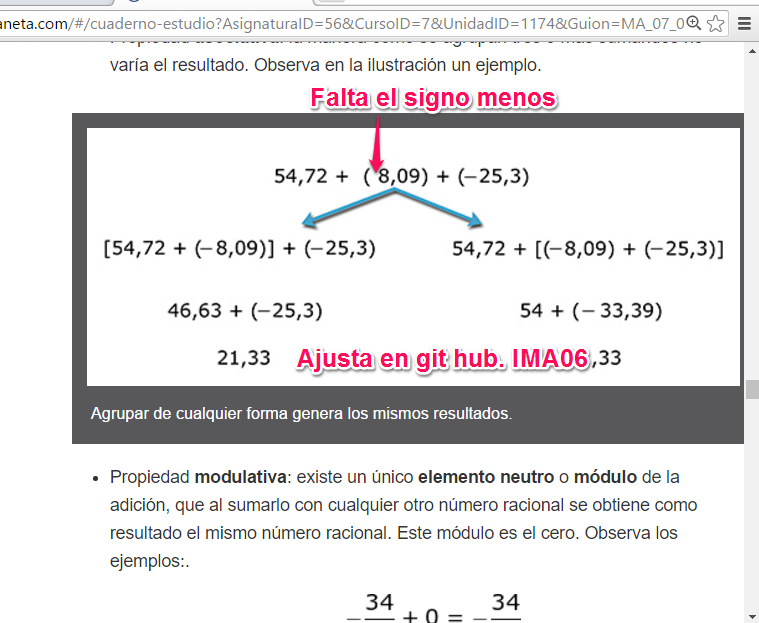 aneta.com/#/cuaderno-estudio?AsignaturaID=56&CursoID=7&UnidadID=1174&Guion=MA_07_0
varía el resultado. Observa en la ilustración un ejemplo.
Falta el signo menos
54,72 + ( 8,09) + (−25,3)
[54,72 + (−8,09)] + (−25,3) 54,72 + [(−8,09) + (−25,3)]
46,63 + (−25,3) 54 + (− 33,39)
21,33 Ajusta en git hub. IMA06 ,33
Agrupar de cualquier forma genera los mismos resultados.
• Propiedad modulativa: existe un único elemento neutro o módulo de la
adición, que al sumarlo con cualquier otro número racional se obtiene como
resultado el mismo número racional. Este módulo es el cero. Observa los
ejemplos:.
34 34
− + 0 = −